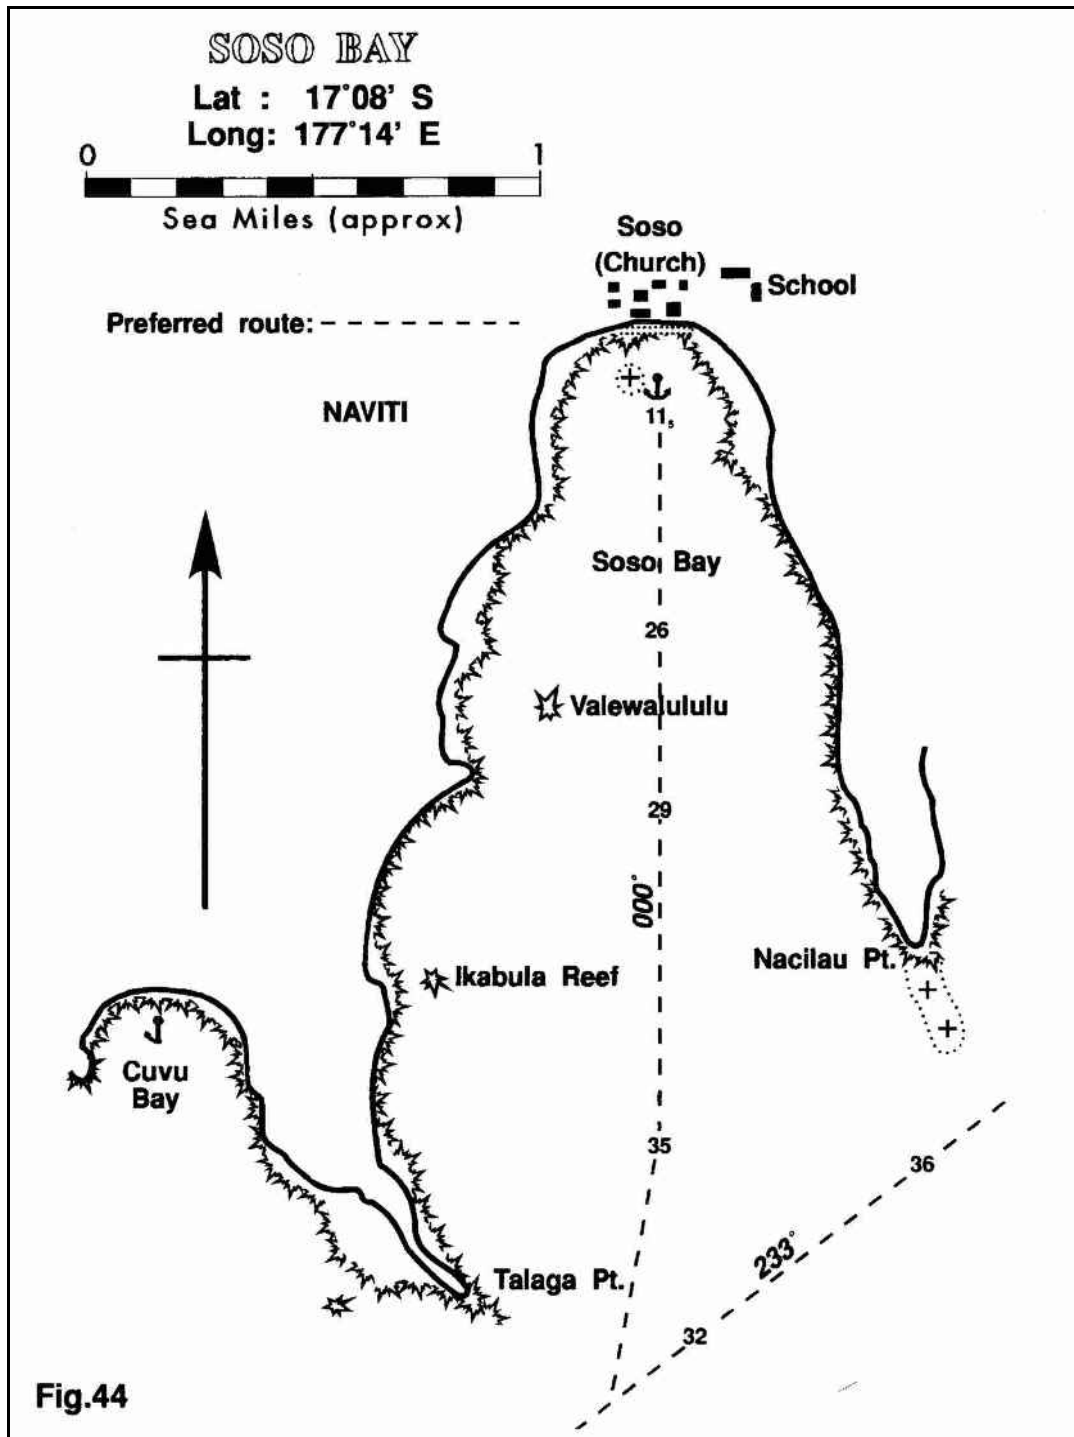 SOSO BAY
Lat : 17°08' S
Long: 177°14' E
0 1
Sea Miles (approx)
Soso
(Church)
School
Preferred route:
NAVITI
11₅
Soso Bay
26
Valewalululu
29
000°
Nacilau Pt.
Ikabula Reef
Cuvu
Bay
35
36
233°
Talaga Pt.
32
Fig.44